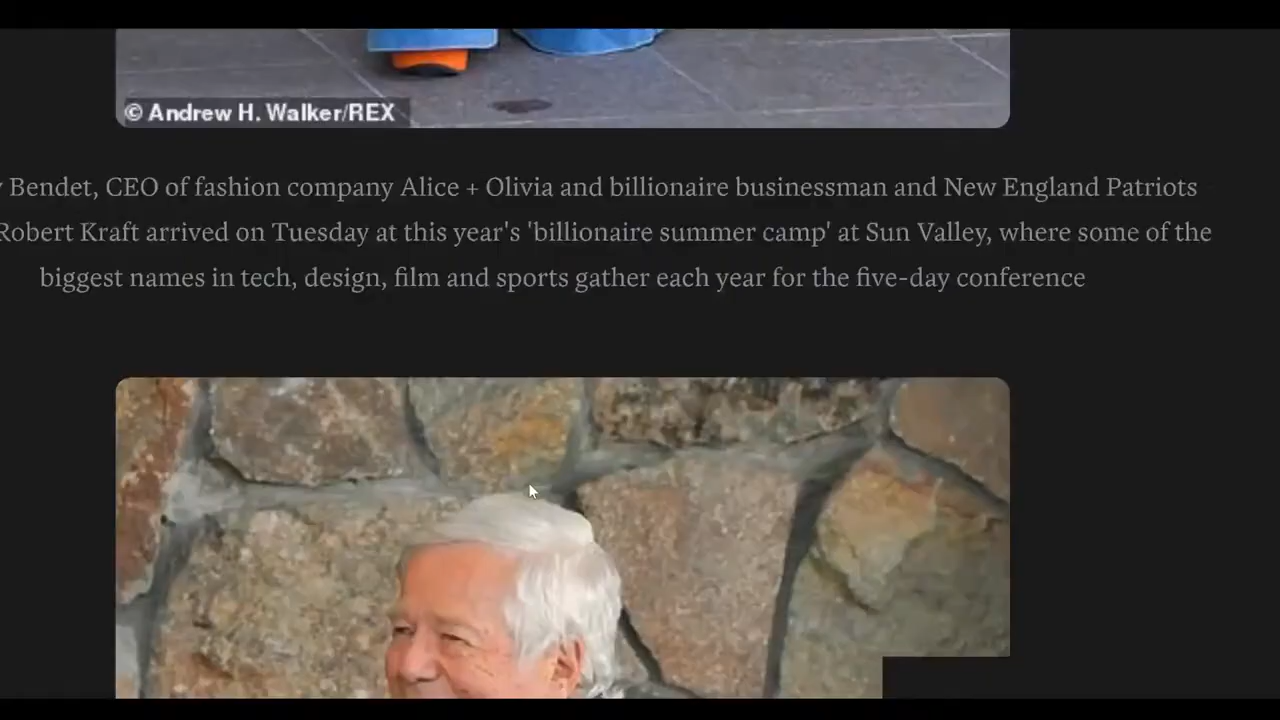 © Andrew H. Walker/REX
Bendet, CEO of fashion company Alice + Olivia and billionaire businessman and New England Patriots
Robert Kraft arrived on Tuesday at this year's 'billionaire summer camp' at Sun Valley, where some of the
biggest names in tech, design, film and sports gather each year for the five-day conference